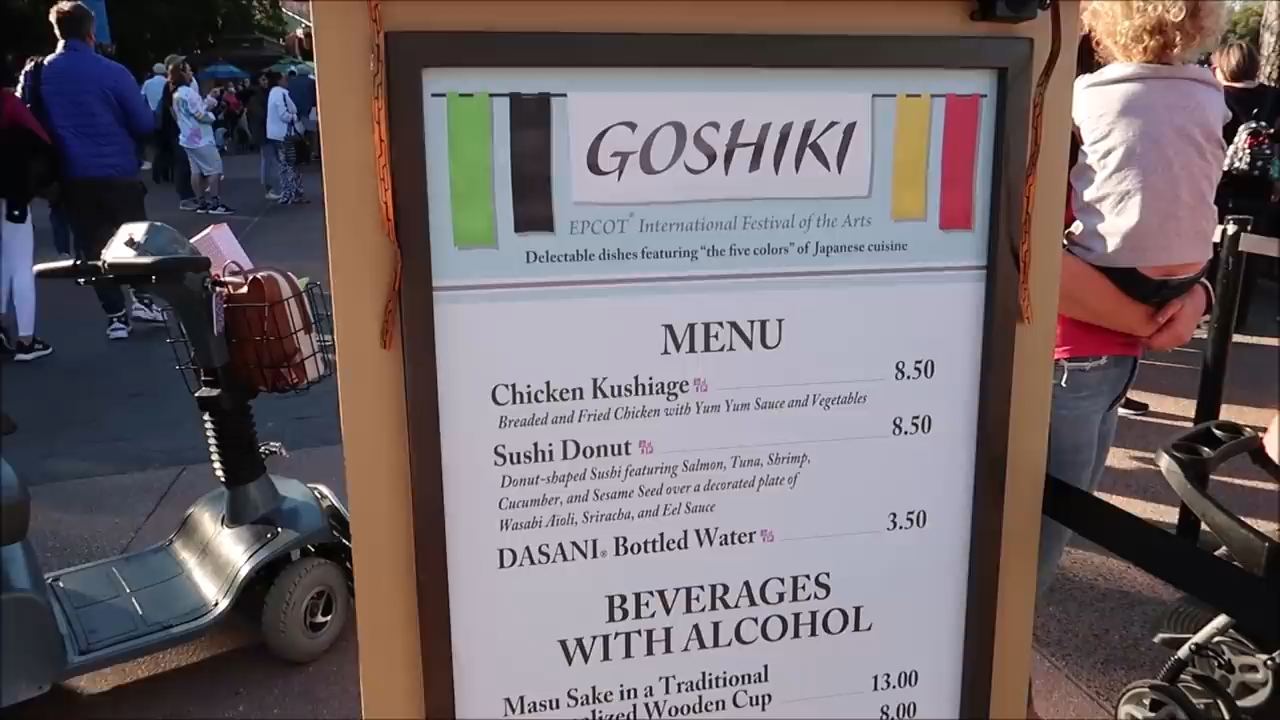 GOSHIKI
EPCOT® International Festival of the Arts
Delectable dishes featuring “the five colors” of Japanese cuisine
MENU
Chicken Kushiage 8.50
Breaded and Fried Chicken with Yum Yum Sauce and Vegetables
Sushi Donut 8.50
Donut-shaped Sushi featuring Salmon, Tuna, Shrimp,
Cucumber, and Sesame Seed over a decorated plate of
Wasabi Aioli, Sriracha, and Eel Sauce
DASANI® Bottled Water 3.50
BEVERAGES
WITH ALCOHOL
Masu Sake in a Traditional 13.00
Wooden Cup 8.00